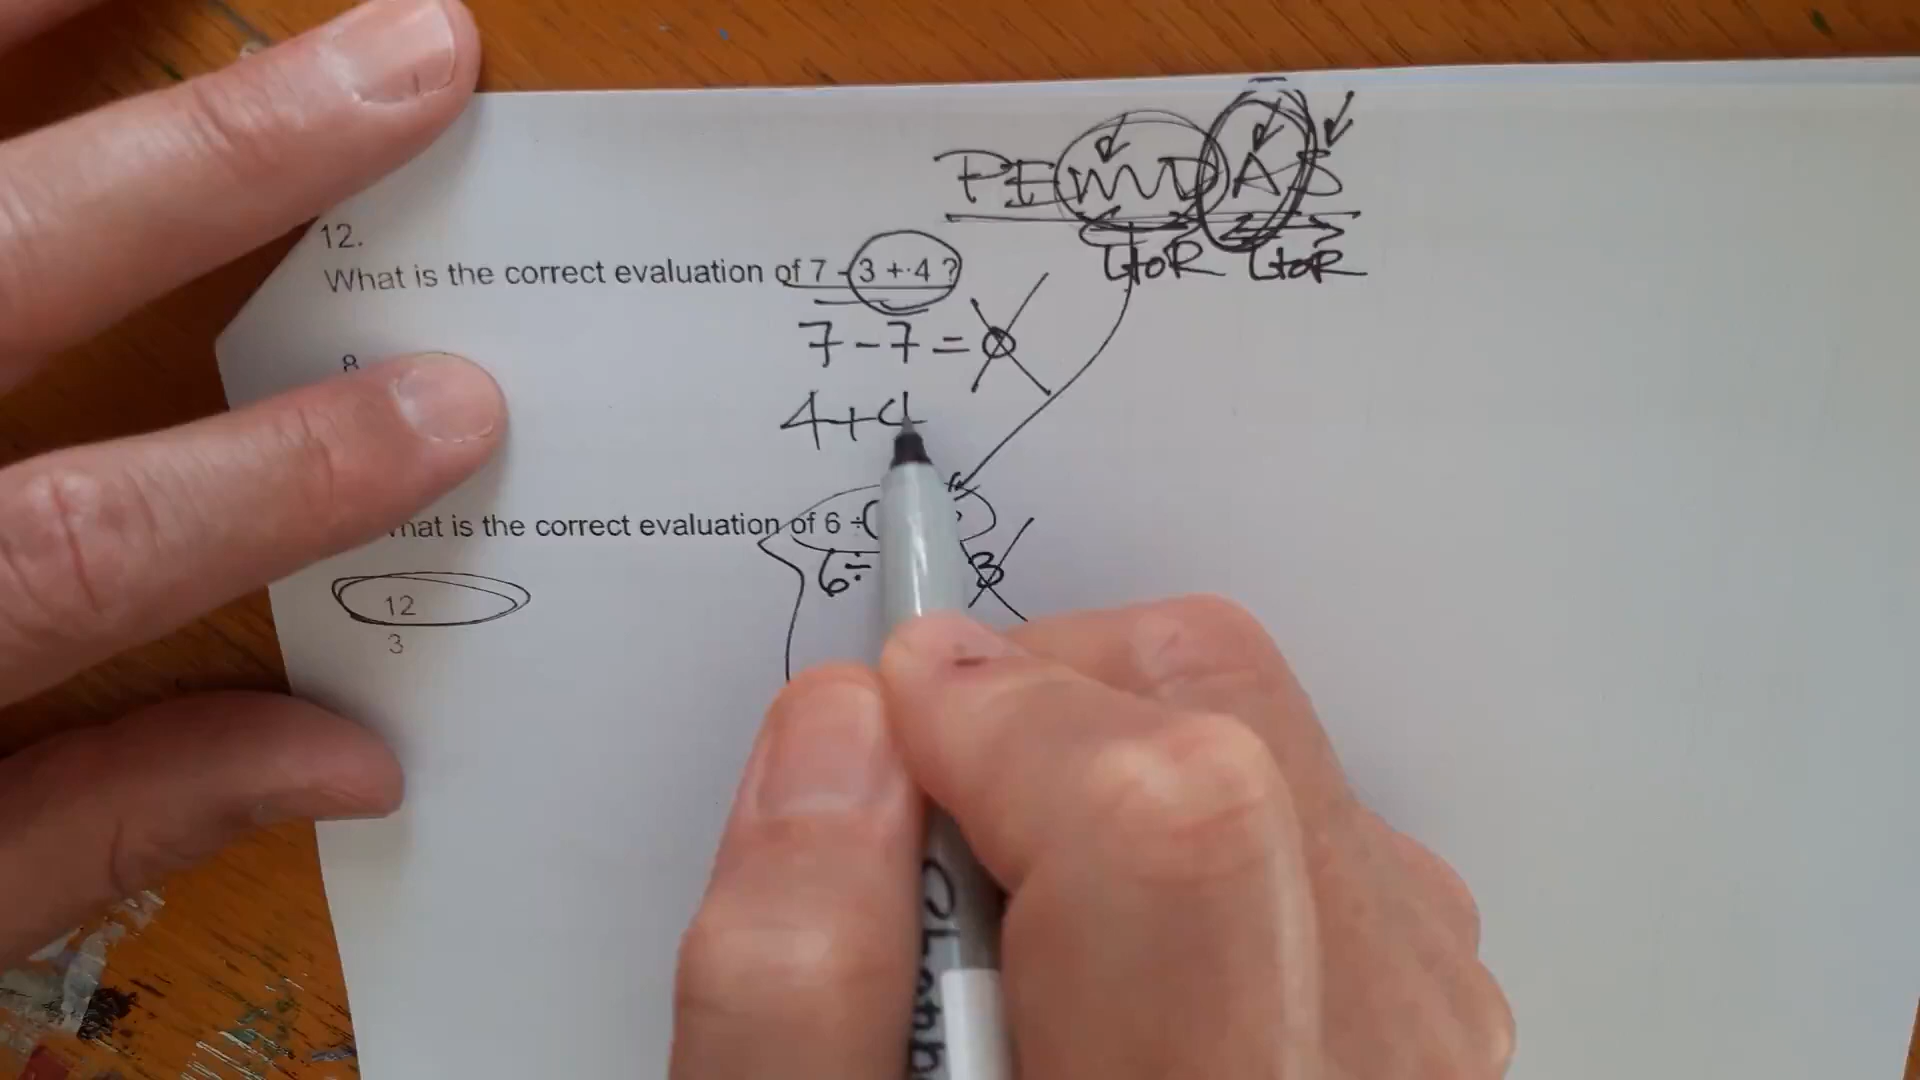 PEMDAS
LtoR LtoR
12.
What is the correct evaluation of 7 - 3 + 4 ?
7 - 7 = 0
8
4 + 4
hat is the correct evaluation of 6 ÷
6 ÷ 3
12
3